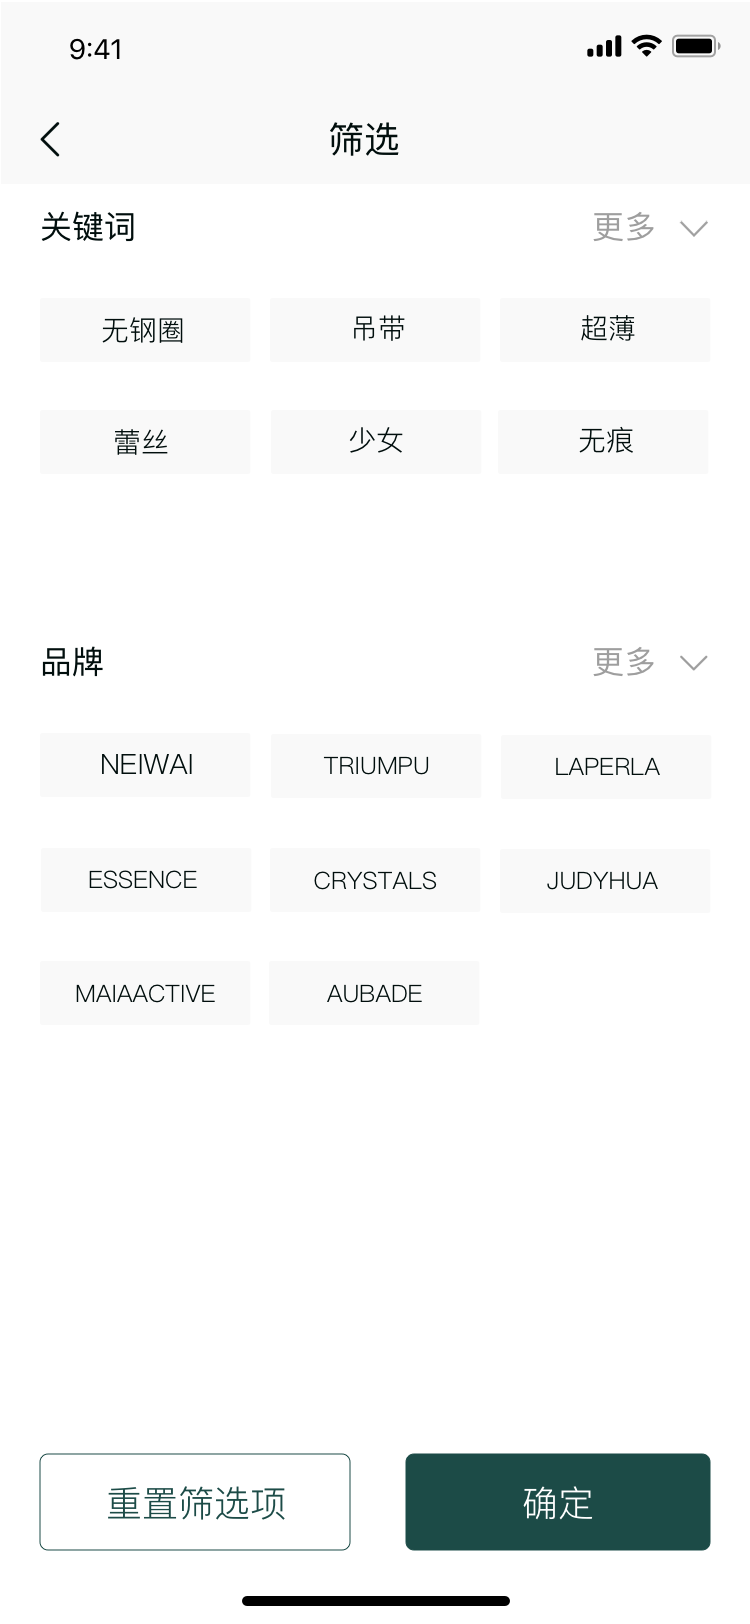 9:41
筛选
关键词 更多
无钢圈 吊带 超薄
蕾丝 少女 无痕
品牌 更多
NEIWAI TRIUMPU LAPERLA
ESSENCE CRYSTALS JUDYHUA
MAIAACTIVE AUBADE
重置筛选项 确定